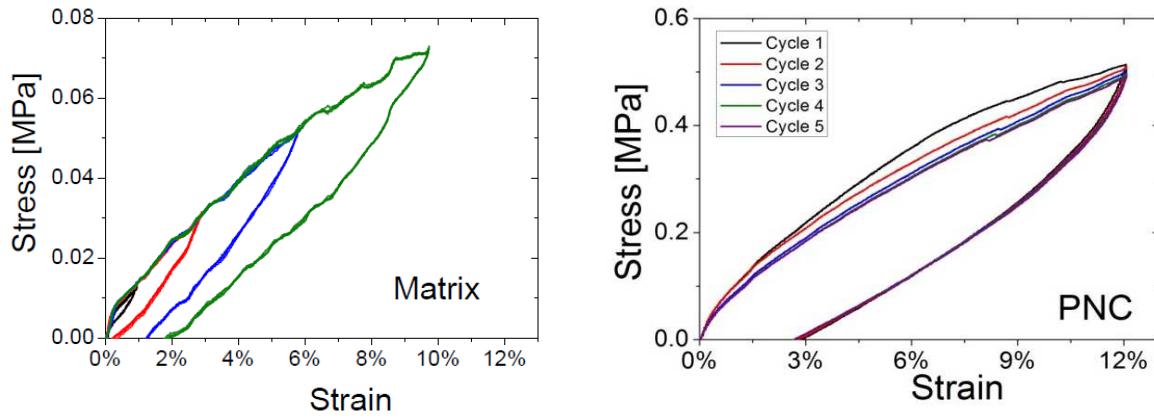 0.08
0.06
0.04
0.02
0.00
Stress [MPa]
0% 2% 4% 6% 8% 10% 12%
Strain
Matrix
0.6
0.4
0.2
0.0
Stress [MPa]
Cycle 1
Cycle 2
Cycle 3
Cycle 4
Cycle 5
PNC
0% 3% 6% 9% 12%
Strain